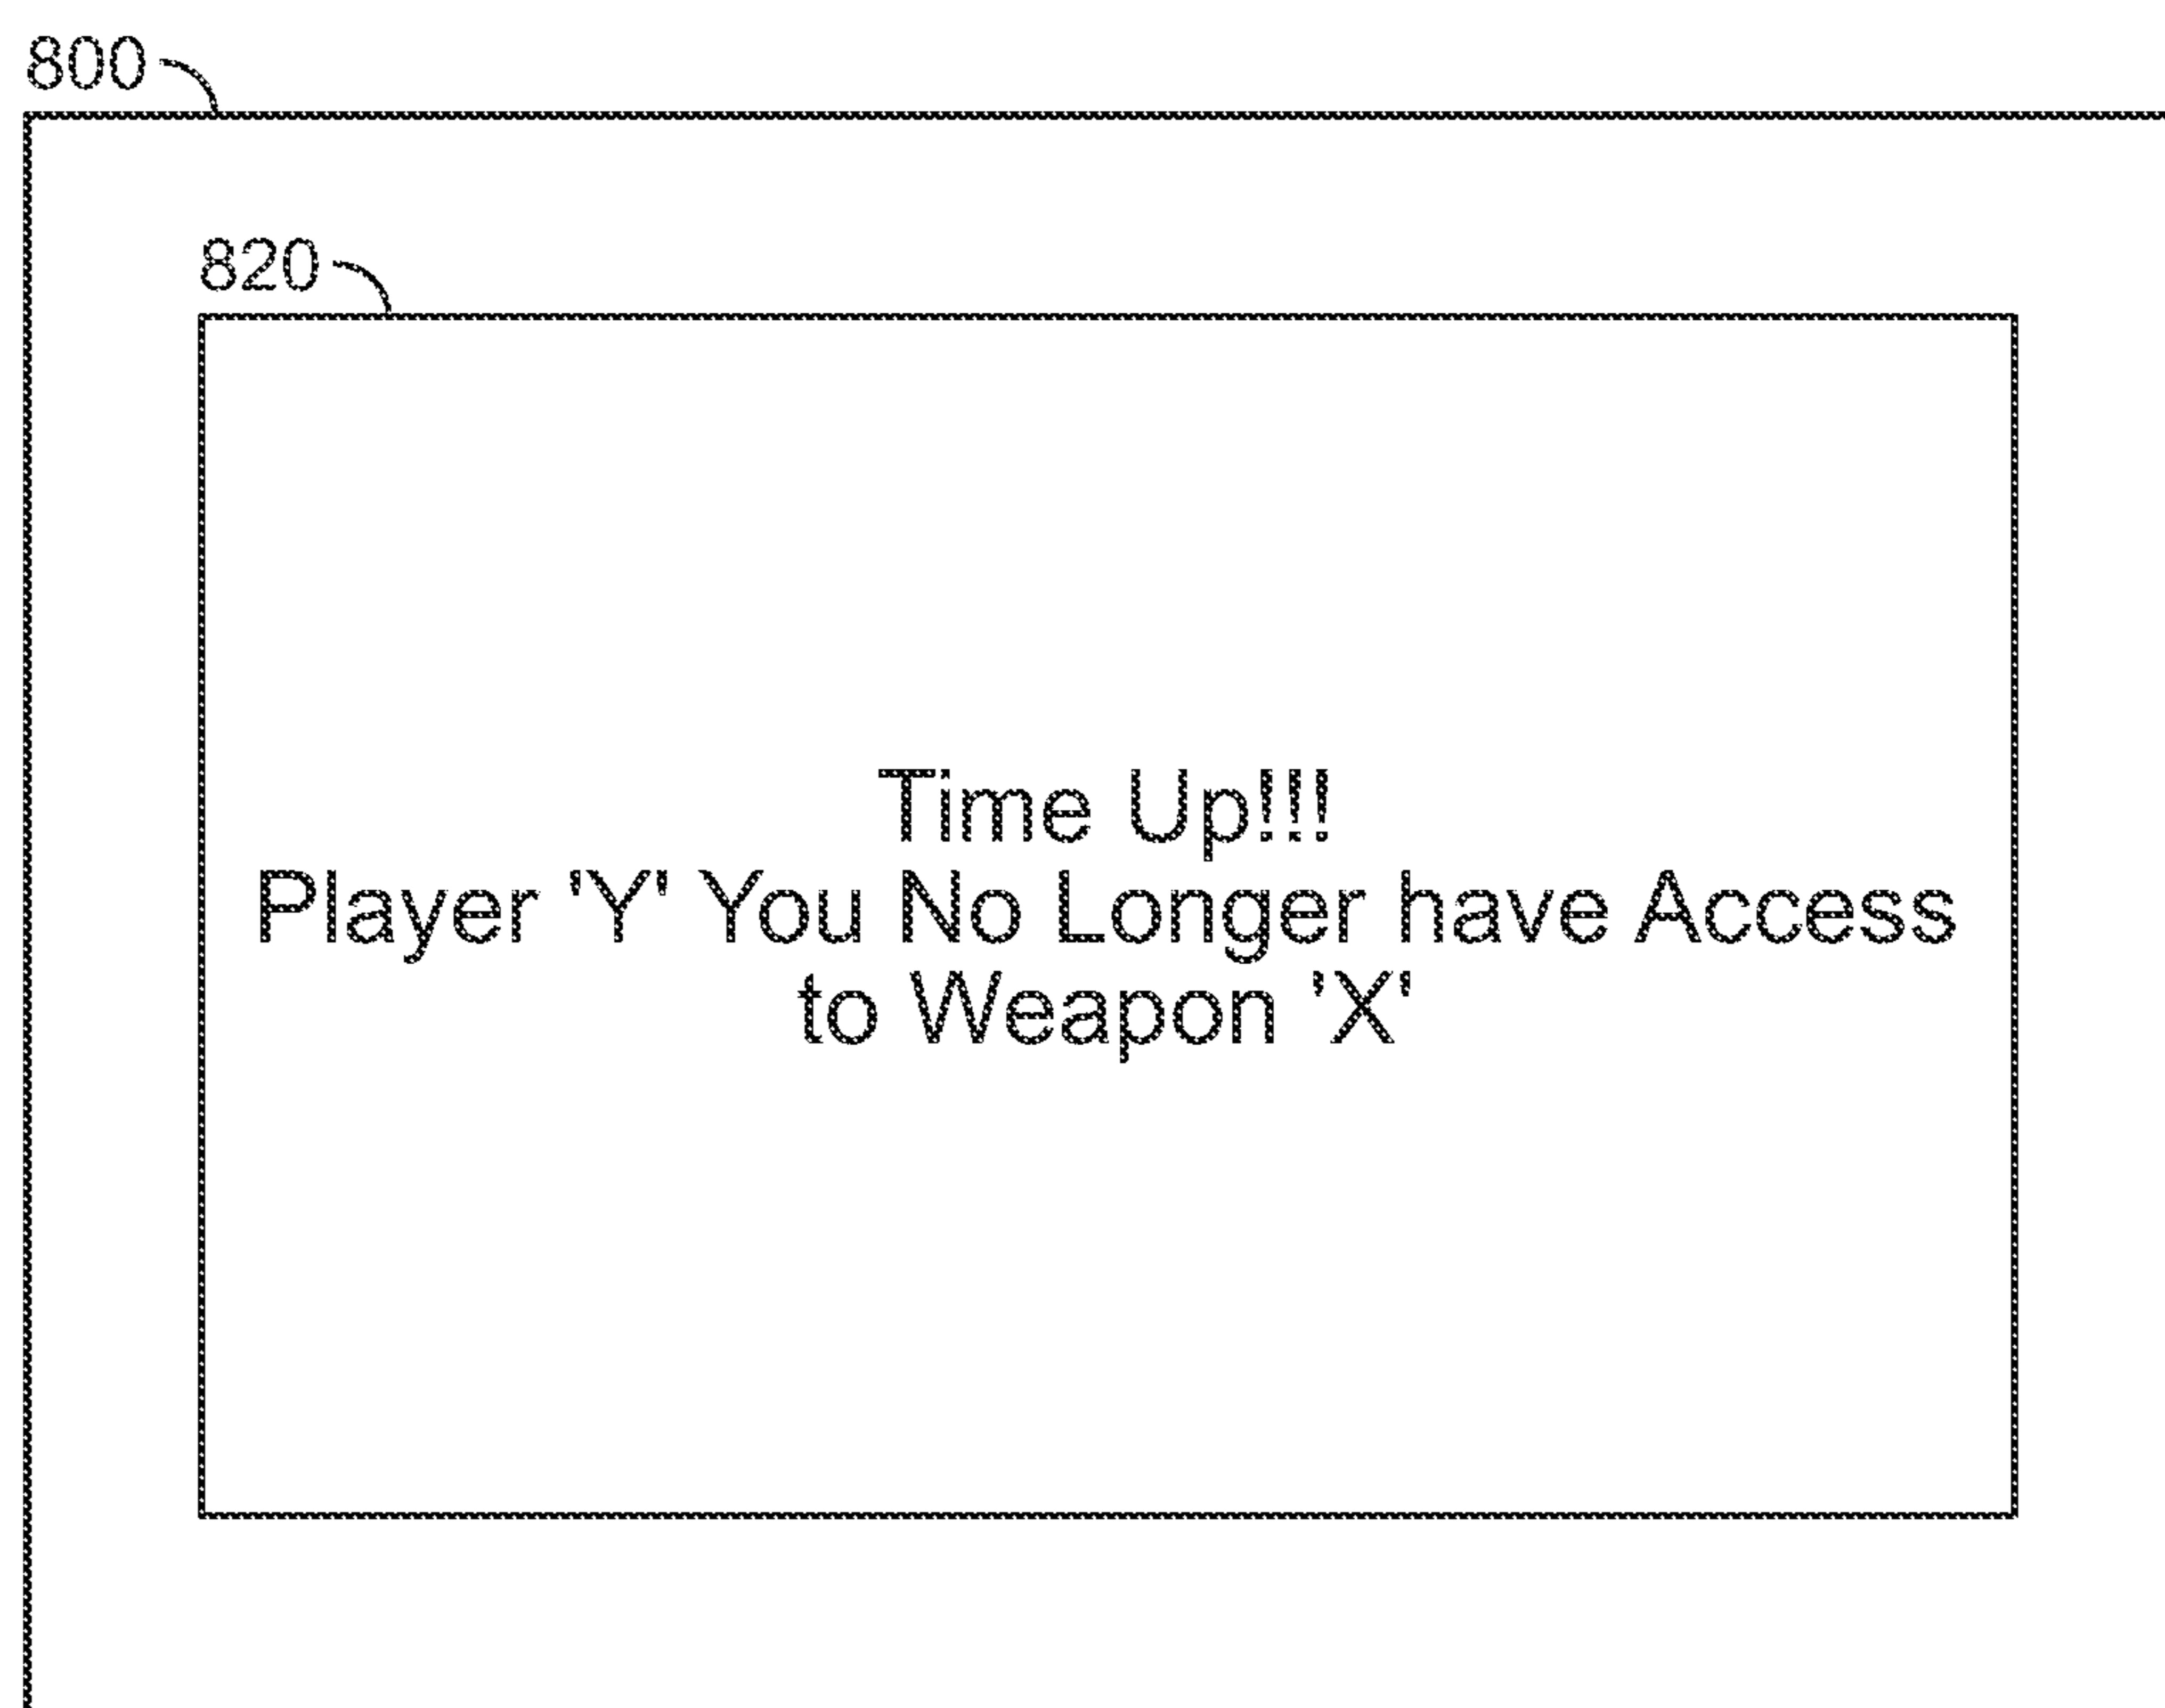 800
820
Time Up!!!
Player 'Y' You No Longer have Access
to Weapon 'X'